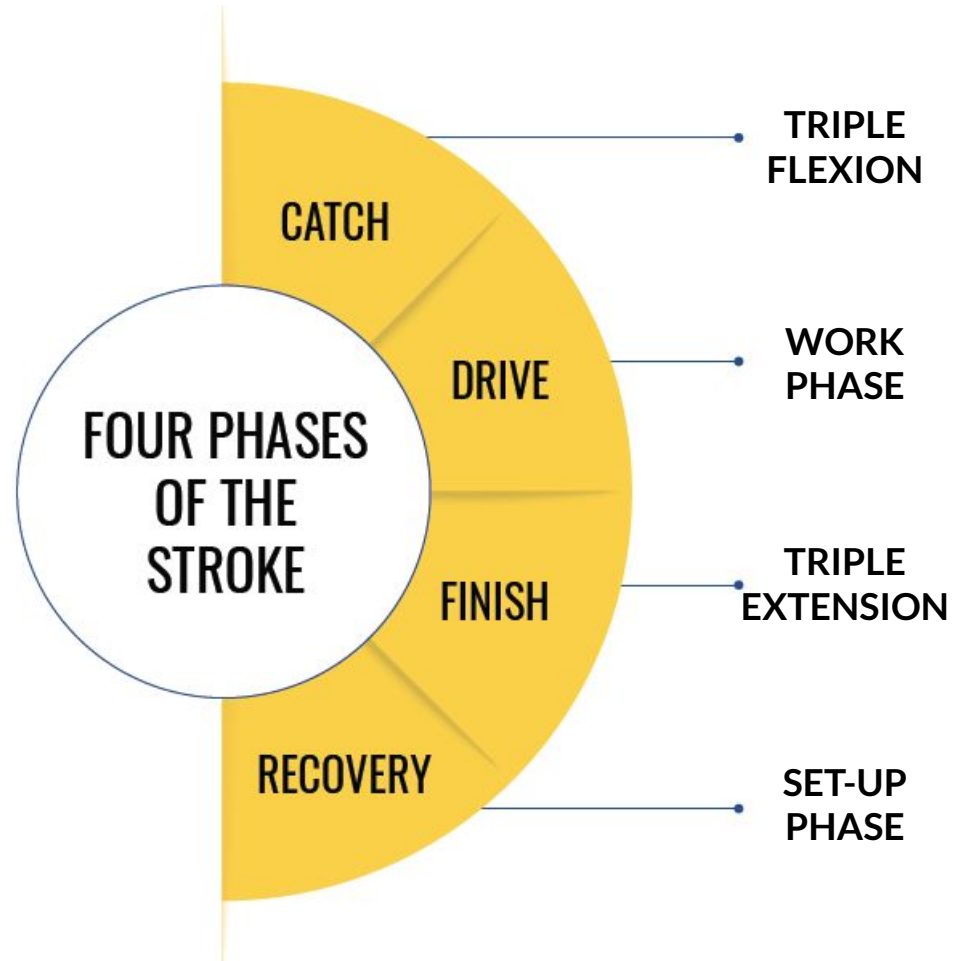 FOUR PHASES
OF THE
STROKE
CATCH
TRIPLE
FLEXION
DRIVE
WORK
PHASE
FINISH
TRIPLE
EXTENSION
RECOVERY
SET-UP
PHASE